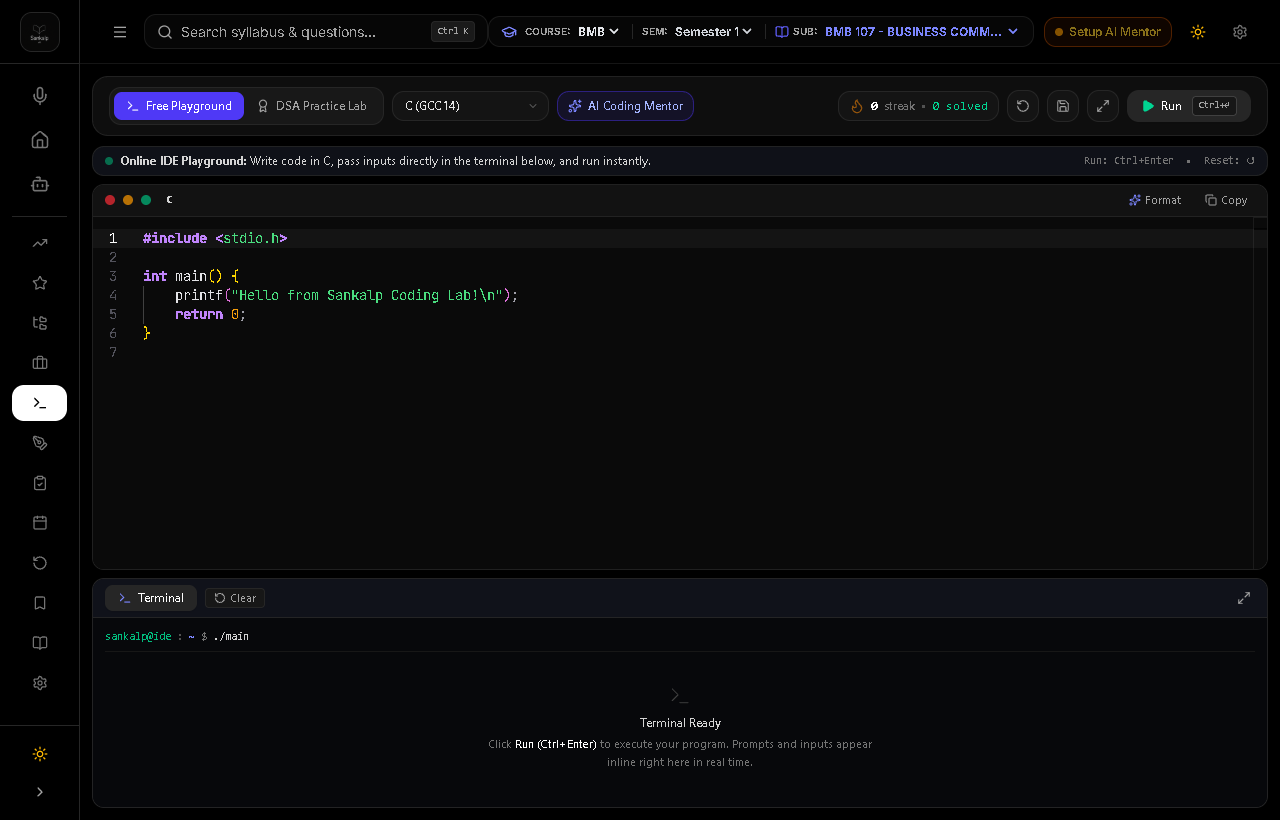 Sankalp
Search syllabus & questions... Ctrl K COURSE: BMB SEM: Semester 1 SUB: BMB 107 - BUSINESS COMM... Setup AI Mentor
Free Playground DSA Practice Lab C (GCC 14) AI Coding Mentor 0 streak • 0 solved Run Ctrl+⏎
Online IDE Playground: Write code in C, pass inputs directly in the terminal below, and run instantly. Run: Ctrl+Enter • Reset: ↺
C Format Copy
1 #include <stdio.h>
2
3 int main() {
4 printf("Hello from Sankalp Coding Lab!\n");
5 return 0;
6 }
7
>_ Terminal Clear
sankalp@ide : ~ $ ./main
>_
Terminal Ready
Click Run (Ctrl+Enter) to execute your program. Prompts and inputs appear
inline right here in real time.